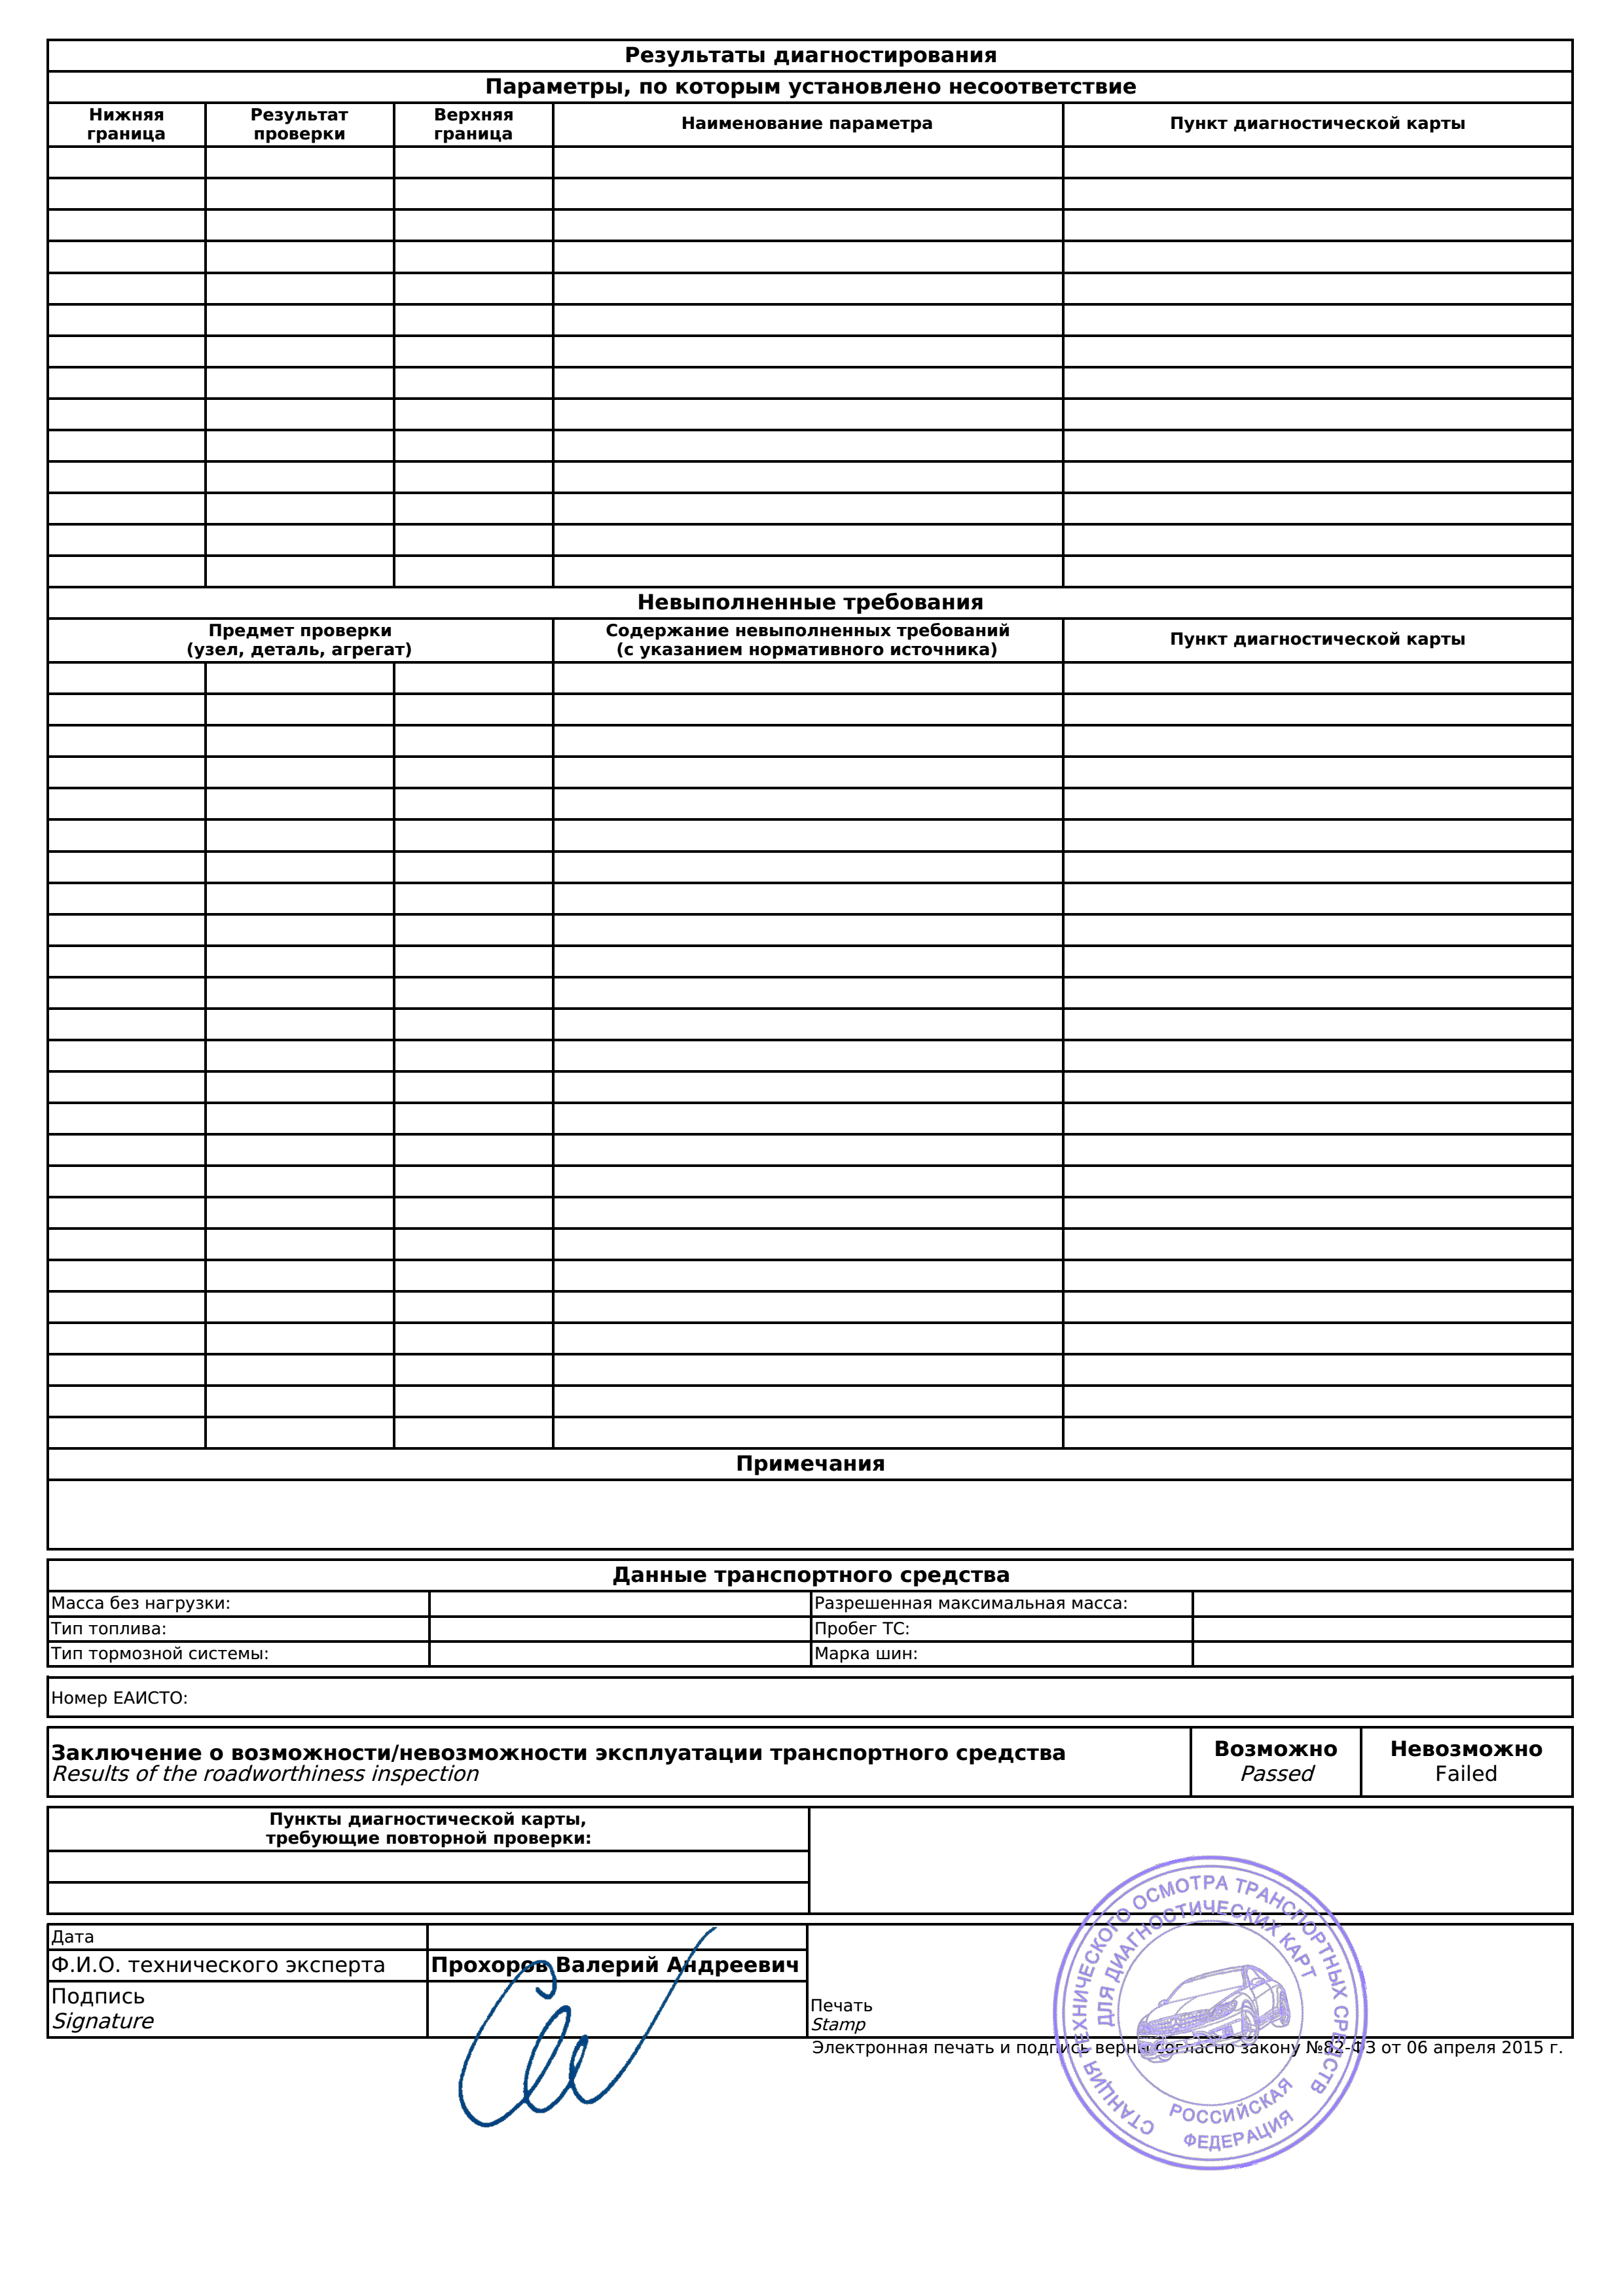 Результаты диагностирования
Параметры, по которым установлено несоответствие
Нижняя граница
Результат проверки
Верхняя граница
Наименование параметра
Пункт диагностической карты
Невыполненные требования
Предмет проверки
(узел, деталь, агрегат)
Содержание невыполненных требований
(с указанием нормативного источника)
Пункт диагностической карты
Примечания
Данные транспортного средства
Масса без нагрузки:
Разрешенная максимальная масса:
Тип топлива:
Пробег ТС:
Тип тормозной системы:
Марка шин:
Номер ЕАИСТО:
Заключение о возможности/невозможности эксплуатации транспортного средства
Results of the roadworthiness inspection
Возможно
Passed
Невозможно
Failed
Пункты диагностической карты,
требующие повторной проверки:
Дата
Ф.И.О. технического эксперта
Прохоров Валерий Андреевич
Подпись
Signature
Печать
Stamp
Электронная печать и подпись верны согласно закону №82-ФЗ от 06 апреля 2015 г.
СТАНЦИЯ ТЕХНИЧЕСКОГО ОСМОТРА ТРАНСПОРТНЫХ СРЕДСТВ
ДЛЯ ДИАГНОСТИЧЕСКИХ КАРТ
РОССИЙСКАЯ
ФЕДЕРАЦИЯ